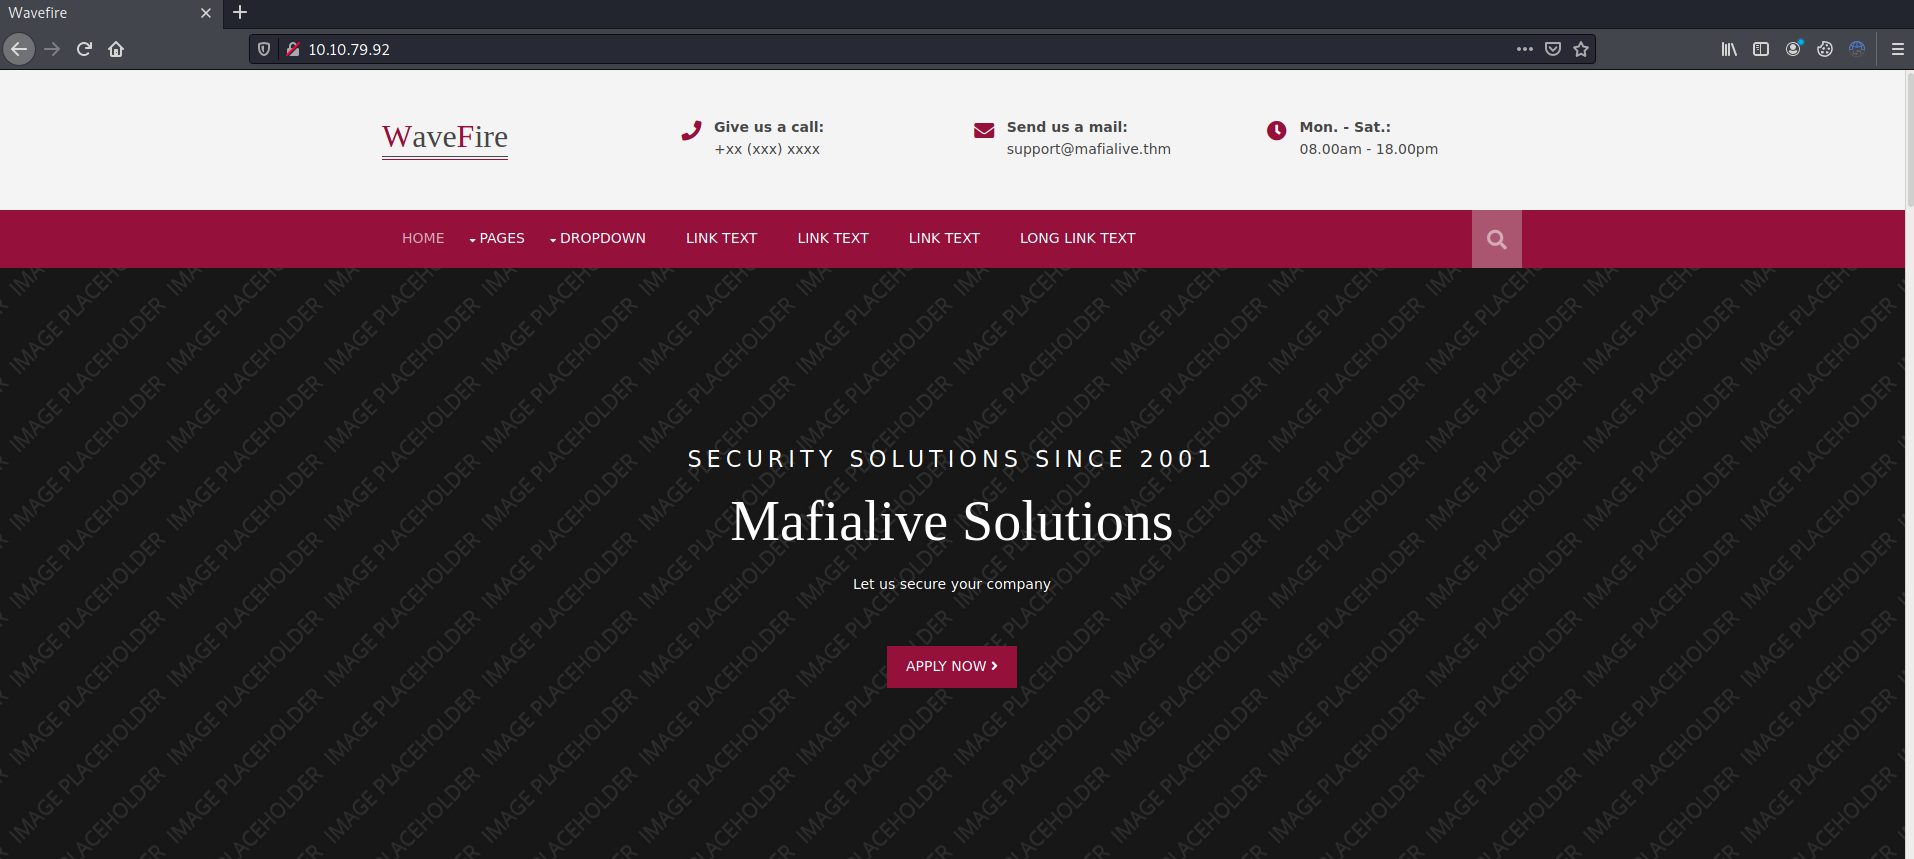 Wavefire
10.10.79.92
WaveFire
Give us a call:
+xx (xxx) xxxx
Send us a mail:
support@mafialive.thm
Mon. - Sat.:
08.00am - 18.00pm
HOME PAGES DROPDOWN LINK TEXT LINK TEXT LINK TEXT LONG LINK TEXT
IMAGE PLACEHOLDER
SECURITY SOLUTIONS SINCE 2001
Mafialive Solutions
Let us secure your company
APPLY NOW